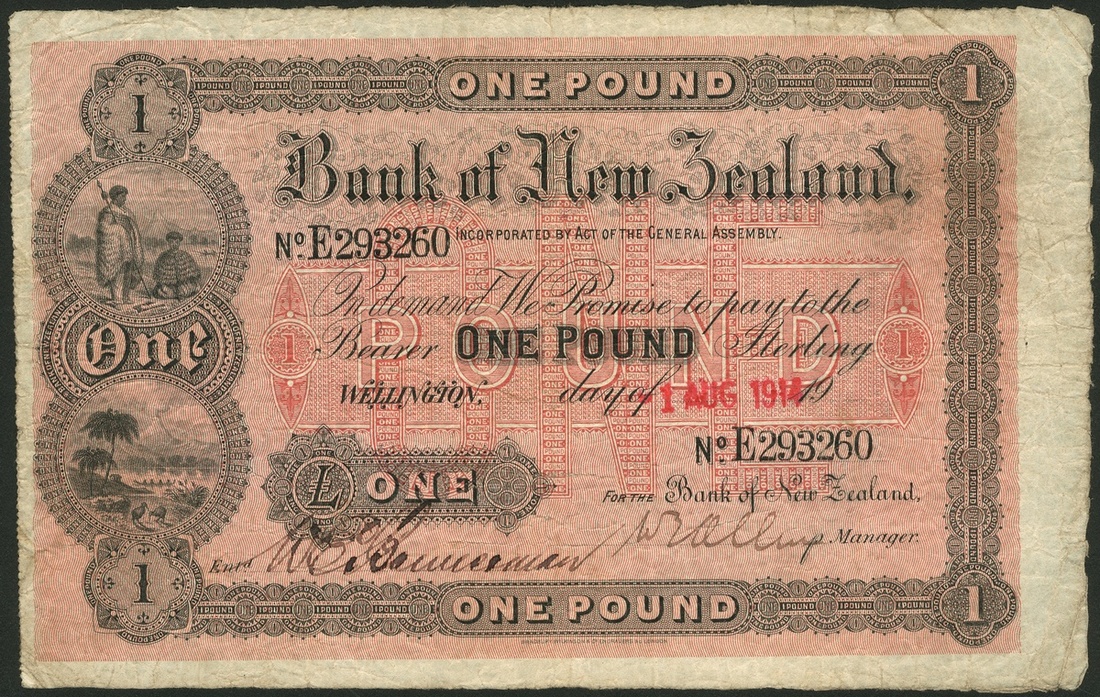 ONE POUND
1 1
Bank of New Zealand.
No. E293260 INCORPORATED BY ACT OF THE GENERAL ASSEMBLY.
On demand We Promise to pay to the
1 Bearer ONE POUND Sterling 1
POUND
One
WELLINGTON, day of 1 AUG 1914 19
No. E293260
£ ONE
FOR THE Bank of New Zealand,
Entd Manager.
1 1
ONE POUND